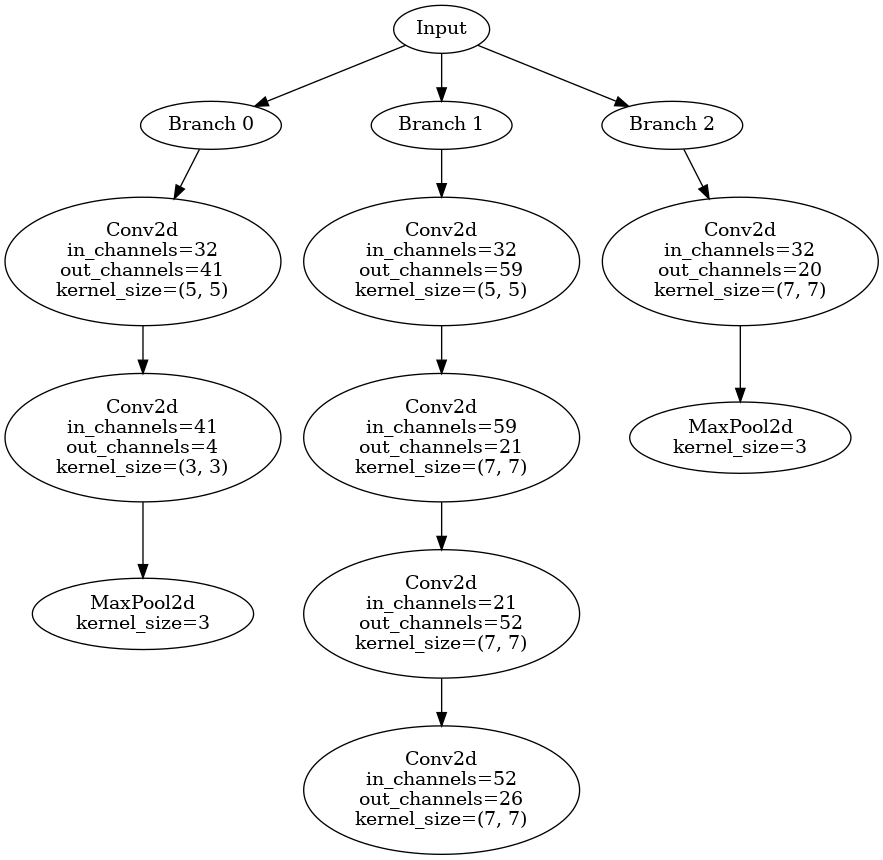 Input
Branch 0
Branch 1
Branch 2
Conv2d
in_channels=32
out_channels=41
kernel_size=(5, 5)
Conv2d
in_channels=32
out_channels=59
kernel_size=(5, 5)
Conv2d
in_channels=32
out_channels=20
kernel_size=(7, 7)
Conv2d
in_channels=41
out_channels=4
kernel_size=(3, 3)
Conv2d
in_channels=59
out_channels=21
kernel_size=(7, 7)
MaxPool2d
kernel_size=3
MaxPool2d
kernel_size=3
Conv2d
in_channels=21
out_channels=52
kernel_size=(7, 7)
Conv2d
in_channels=52
out_channels=26
kernel_size=(7, 7)